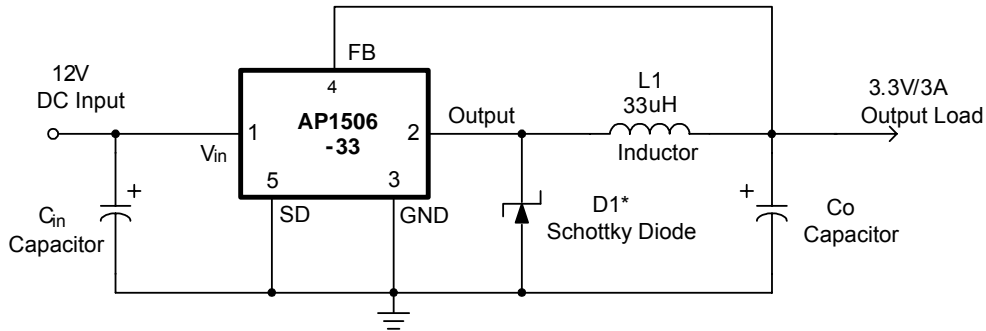 FB
12V
DC Input
4
L1
33uH
3.3V/3A
Output Load
AP1506
-33
1
2
Output
Vin
Inductor
5
3
SD
GND
+
Cin
Capacitor
D1*
Schottky Diode
+
Co
Capacitor